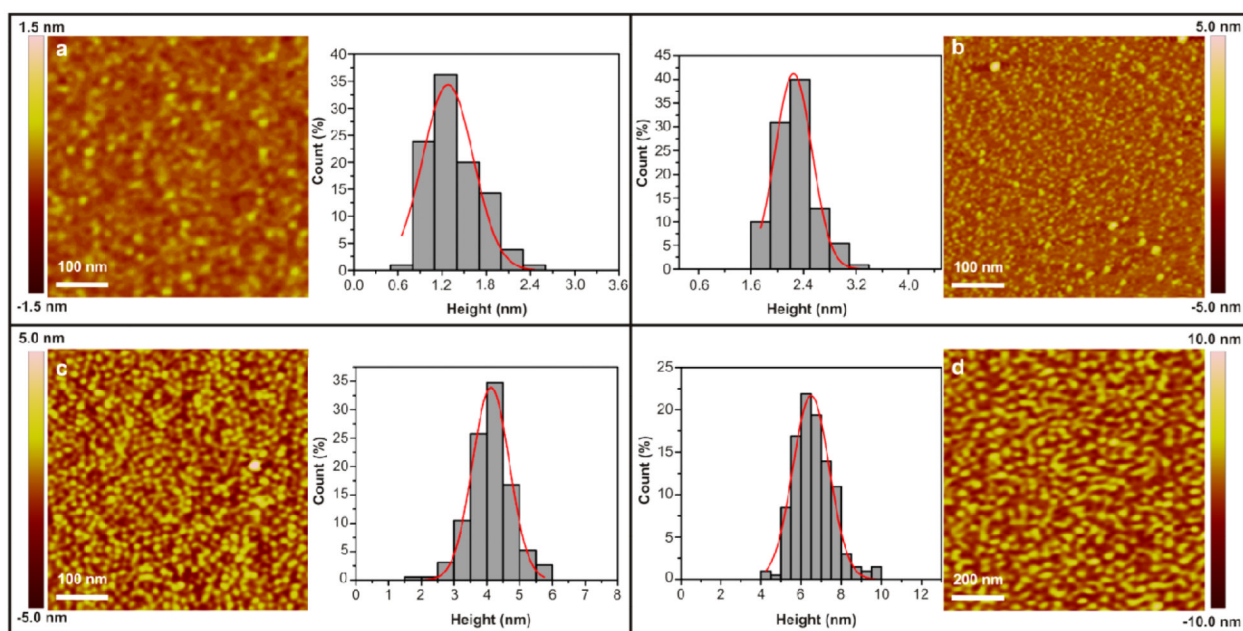 1.5 nm
a
100 nm
-1.5 nm
40
35
30
25
20
15
10
5
0
Count (%)
0.0 0.6 1.2 1.8 2.4 3.0 3.6
Height (nm)
45
40
35
30
25
20
15
10
5
0
Count (%)
0.6 1.6 2.4 3.2 4.0
Height (nm)
b
100 nm
5.0 nm
-5.0 nm
5.0 nm
c
100 nm
-5.0 nm
35
30
25
20
15
10
5
0
Count (%)
0 1 2 3 4 5 6 7 8
Height (nm)
25
20
15
10
5
0
Count (%)
0 2 4 6 8 10 12
Height (nm)
d
200 nm
10.0 nm
-10.0 nm